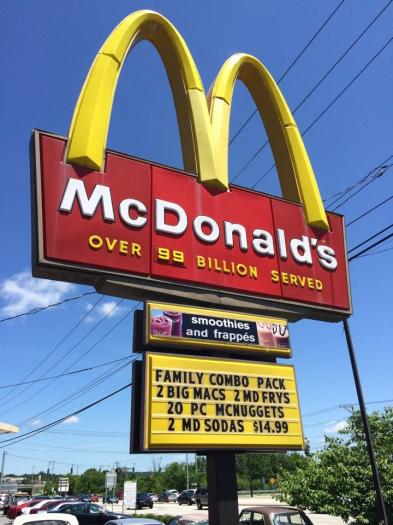 McDonald's
OVER 99 BILLION SERVED
smoothies
and frappés
FAMILY COMBO PACK
2 BIG MACS 2 MD FRYS
20 PC MCNUGGETS
2 MD SODAS $14.99